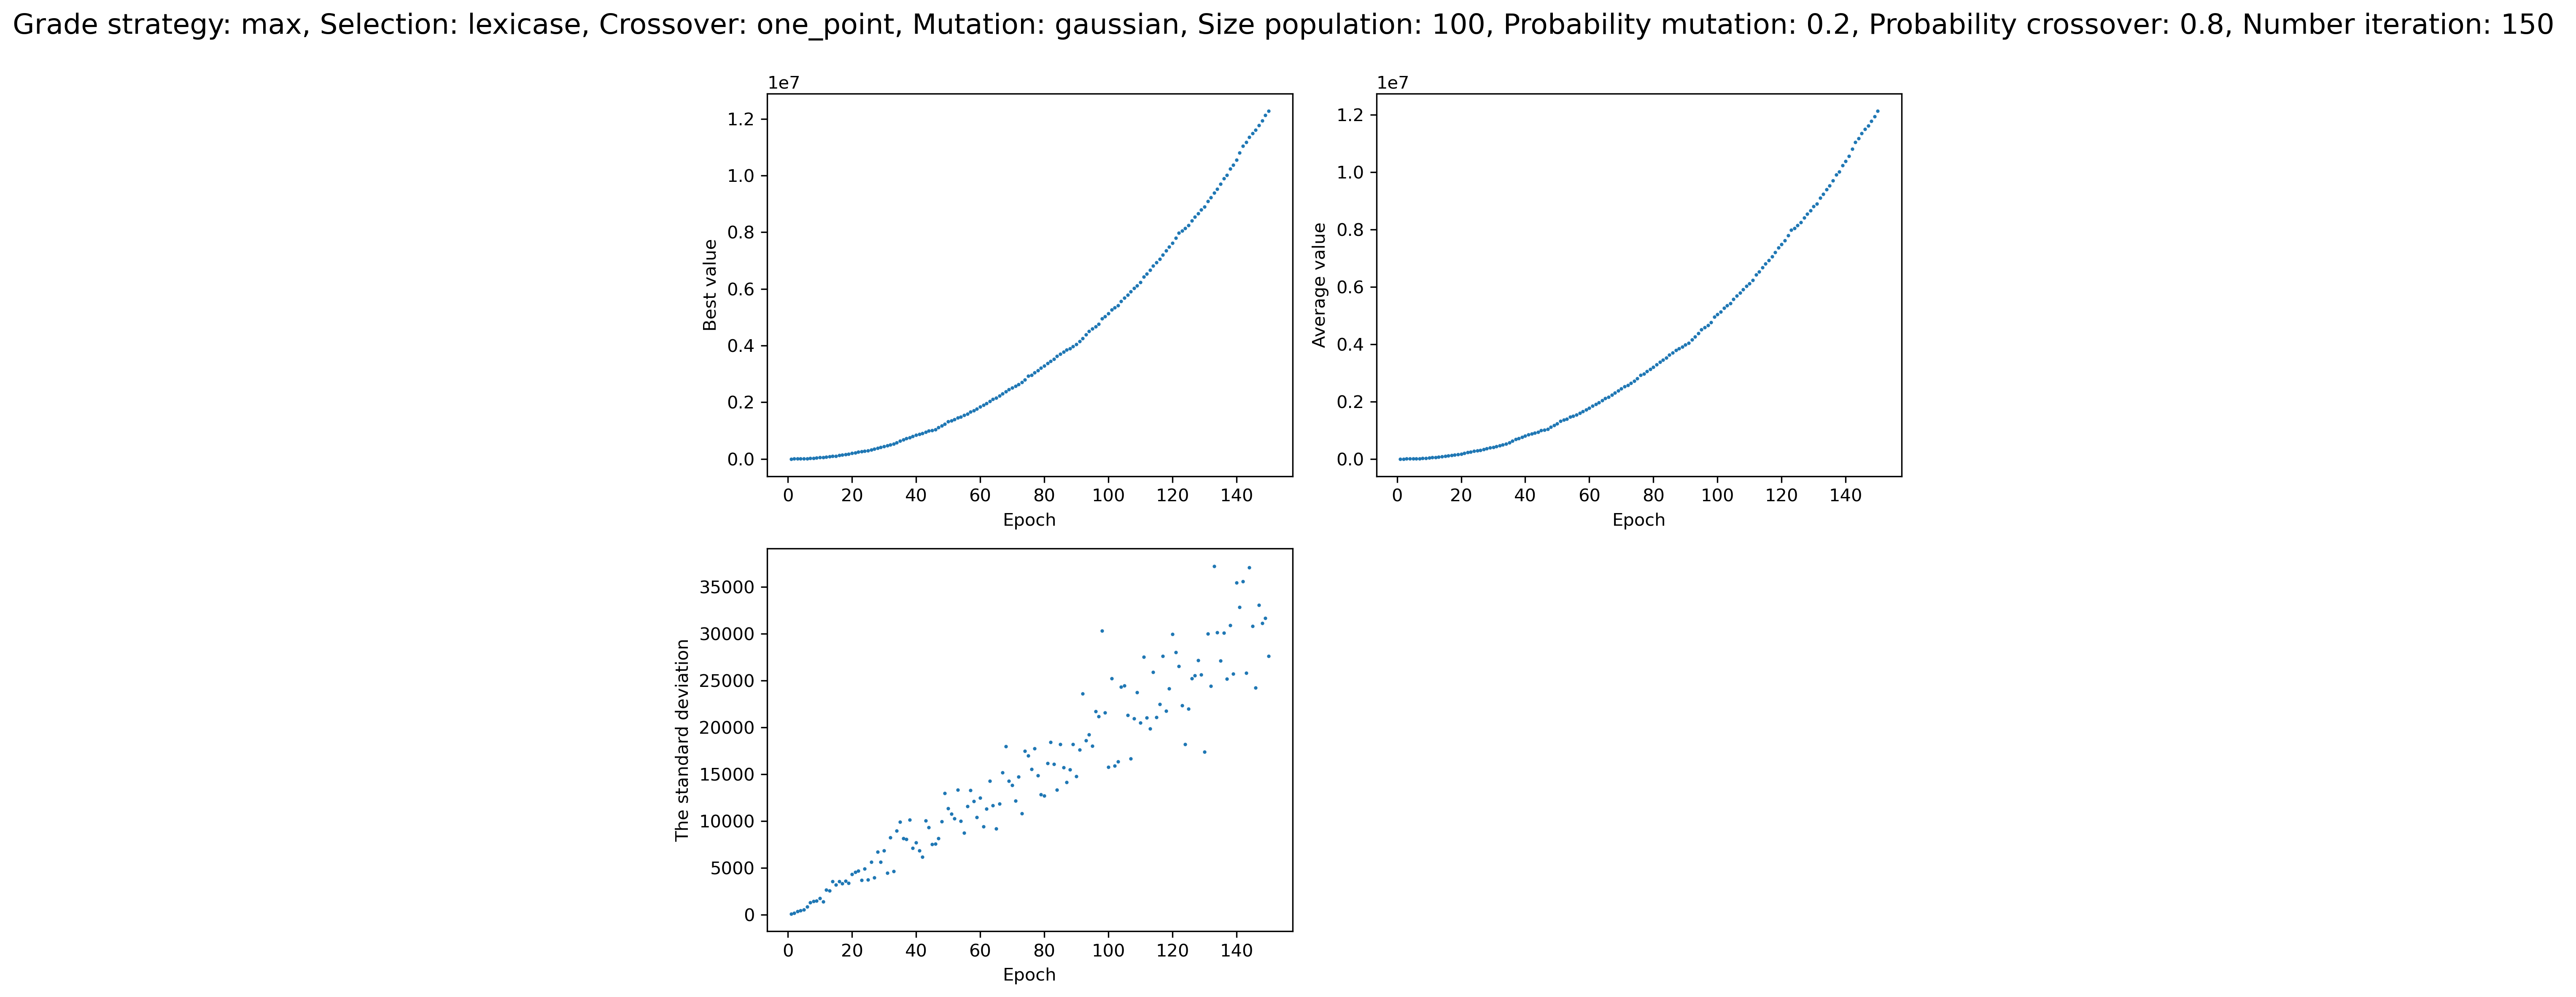 Grade strategy: max, Selection: lexicase, Crossover: one_point, Mutation: gaussian, Size population: 100, Probability mutation: 0.2, Probability crossover: 0.8, Number iteration: 150
1e7
1.2
1.0
0.8
0.6
0.4
0.2
0.0
Best value
0 20 40 60 80 100 120 140
Epoch
1e7
1.2
1.0
0.8
0.6
0.4
0.2
0.0
Average value
0 20 40 60 80 100 120 140
Epoch
35000
30000
25000
20000
15000
10000
5000
0
The standard deviation
0 20 40 60 80 100 120 140
Epoch